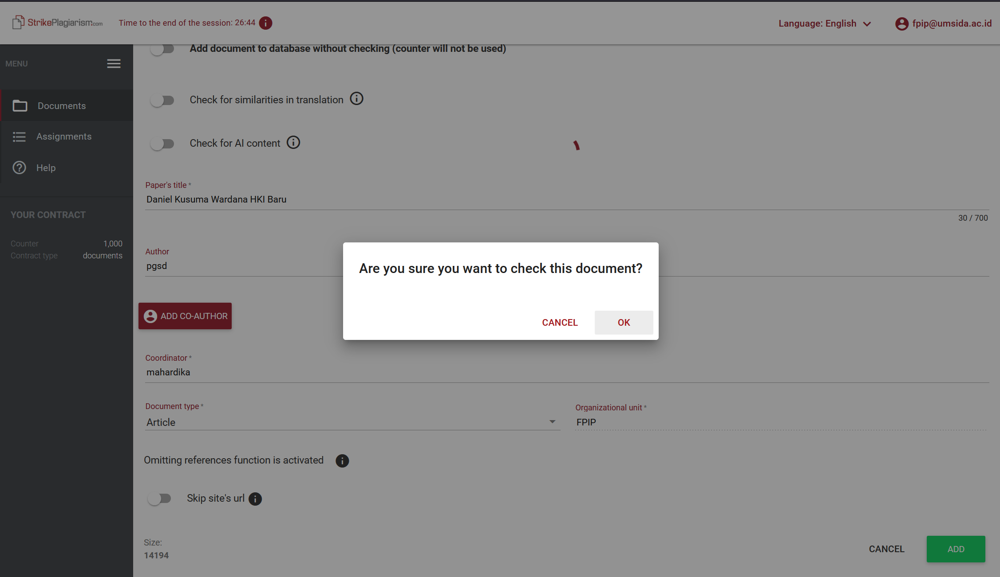 StrikePlagiarism.com
Time to the end of the session: 26:44
Language: English
fpip@umsida.ac.id
MENU
Documents
Assignments
Help
YOUR CONTRACT
Counter 1,000
Contract type documents
Add document to database without checking (counter will not be used)
Check for similarities in translation
Check for AI content
Paper's title *
Daniel Kusuma Wardana HKI Baru
30 / 700
Author
pgsd
Are you sure you want to check this document?
CANCEL OK
ADD CO-AUTHOR
Coordinator *
mahardika
Document type *
Article
Organizational unit *
FPIP
Omitting references function is activated
Skip site's url
Size:
14194
CANCEL ADD